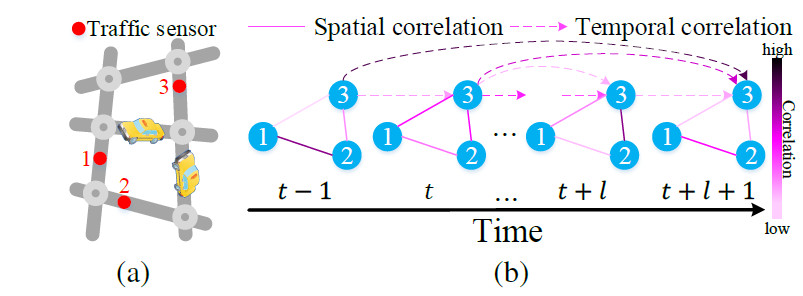 Traffic sensor
3
1
2
(a)
Spatial correlation
Temporal correlation
high
Correlation
low
3 3 3 3
1 1 1 1
2 2 ... 2 2
t − 1 t ... t + l t + l + 1
Time
(b)